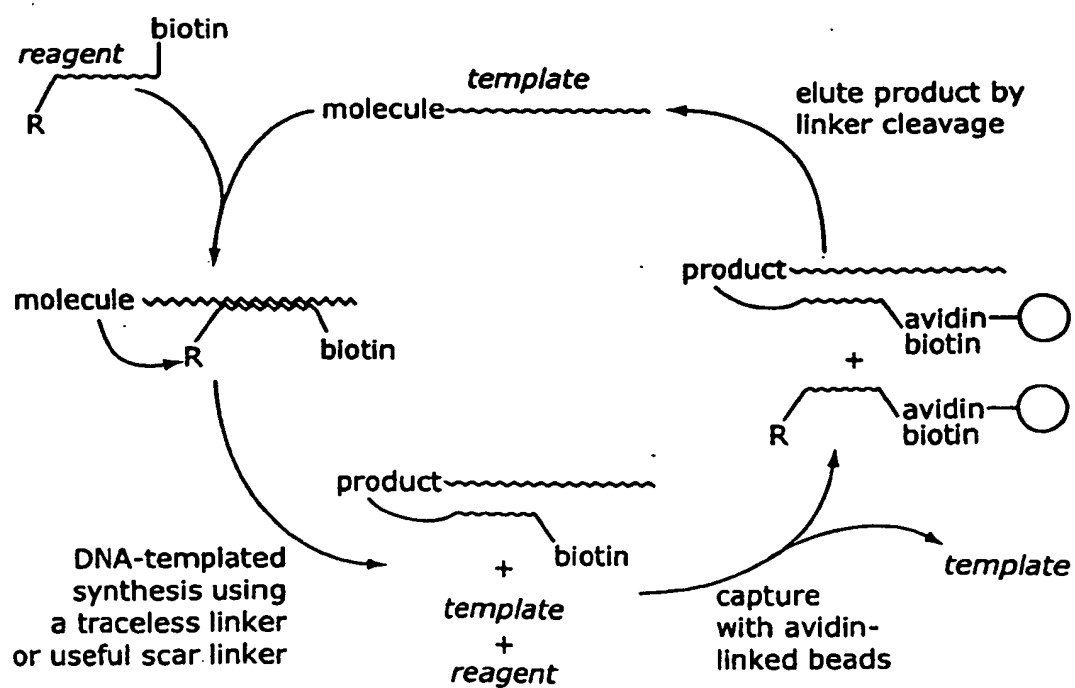 biotin
reagent
R
template
molecule
elute product by
linker cleavage
molecule
R
biotin
product
avidin
biotin
+
R
avidin
biotin
product
biotin
+
template
+
reagent
DNA-templated
synthesis using
a traceless linker
or useful scar linker
capture
with avidin-
linked beads
template